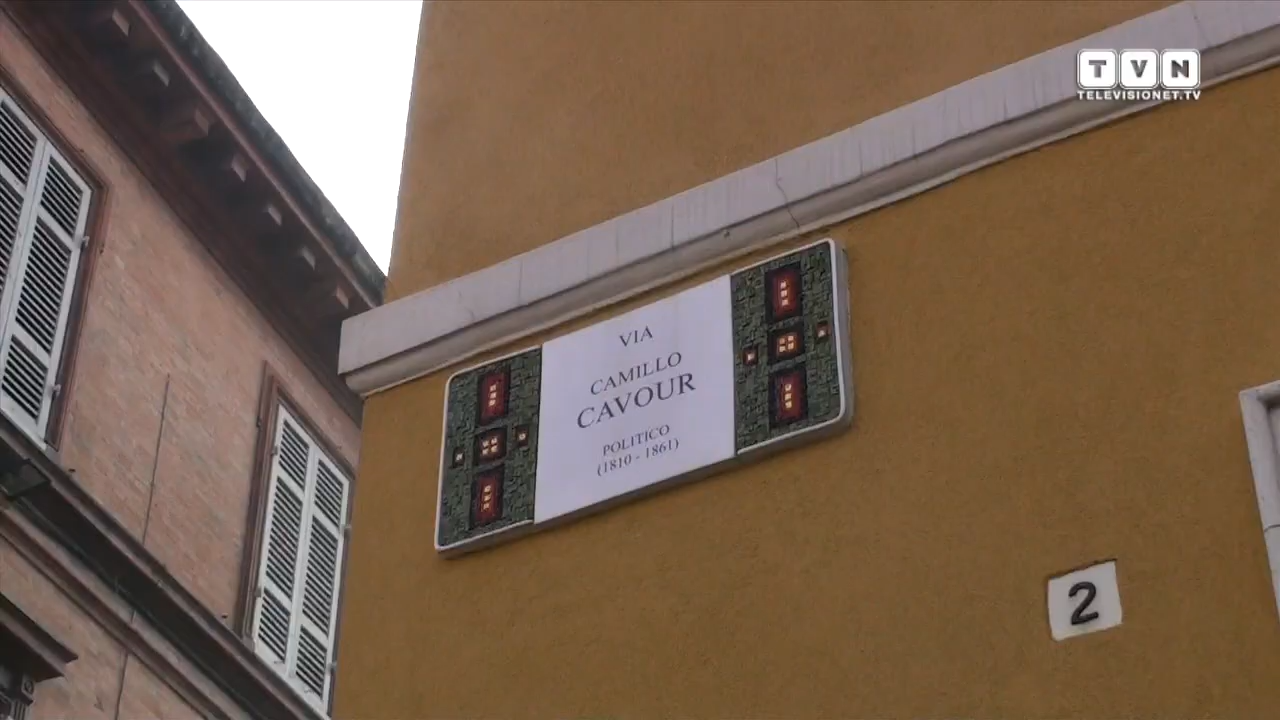 TVN
TELEVISIONET.TV
VIA
CAMILLO
CAVOUR
POLITICO
(1810 - 1861)
2